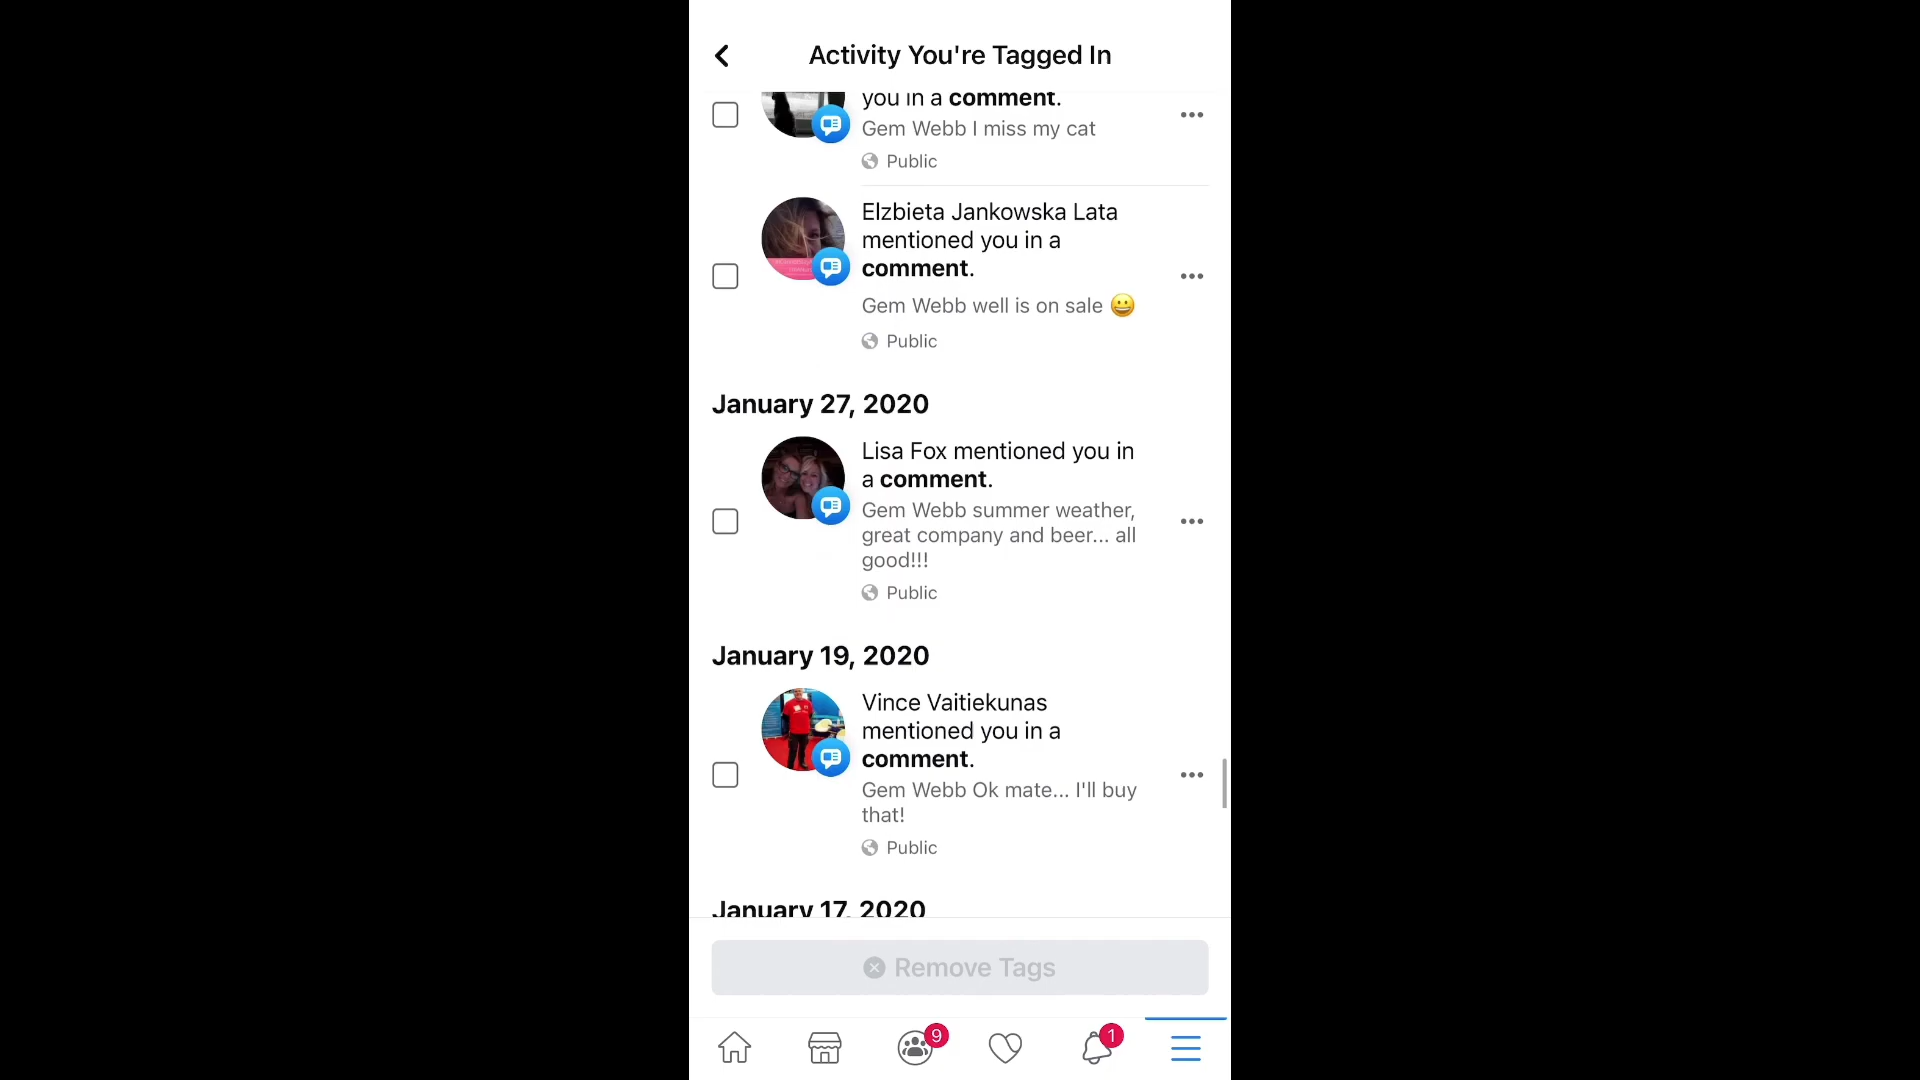 Activity You're Tagged In
you in a comment.
Gem Webb I miss my cat
Public
Elzbieta Jankowska Lata
mentioned you in a
comment.
Gem Webb well is on sale 😀
Public
January 27, 2020
Lisa Fox mentioned you in
a comment.
Gem Webb summer weather,
great company and beer... all
good!!!
Public
January 19, 2020
Vince Vaitiekunas
mentioned you in a
comment.
Gem Webb Ok mate... I'll buy
that!
Public
January 17, 2020
Remove Tags
9
1